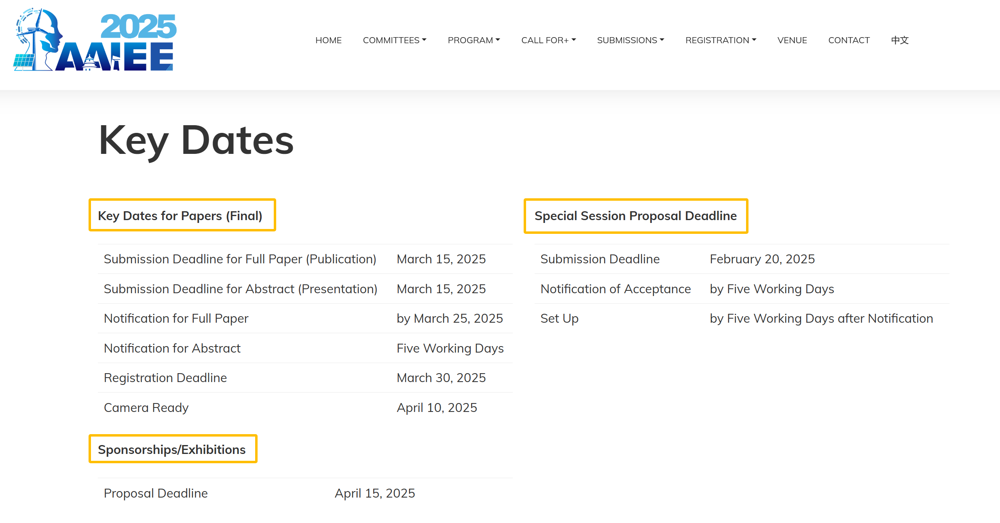 2025
AAIEE
HOME COMMITTEES PROGRAM CALL FOR+ SUBMISSIONS REGISTRATION VENUE CONTACT 中文
Key Dates
Key Dates for Papers (Final)
Submission Deadline for Full Paper (Publication) March 15, 2025
Submission Deadline for Abstract (Presentation) March 15, 2025
Notification for Full Paper by March 25, 2025
Notification for Abstract Five Working Days
Registration Deadline March 30, 2025
Camera Ready April 10, 2025
Sponsorships/Exhibitions
Proposal Deadline April 15, 2025
Special Session Proposal Deadline
Submission Deadline February 20, 2025
Notification of Acceptance by Five Working Days
Set Up by Five Working Days after Notification